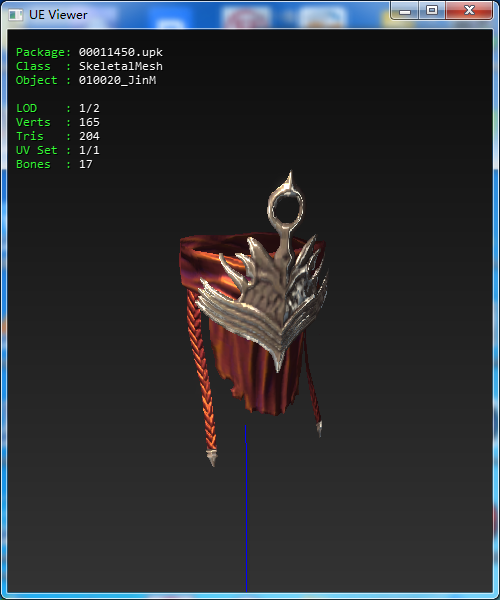 UE Viewer
Package: 00011450.upk
Class : SkeletalMesh
Object : 010020_JinM
LOD : 1/2
Verts : 165
Tris : 204
UV Set : 1/1
Bones : 17